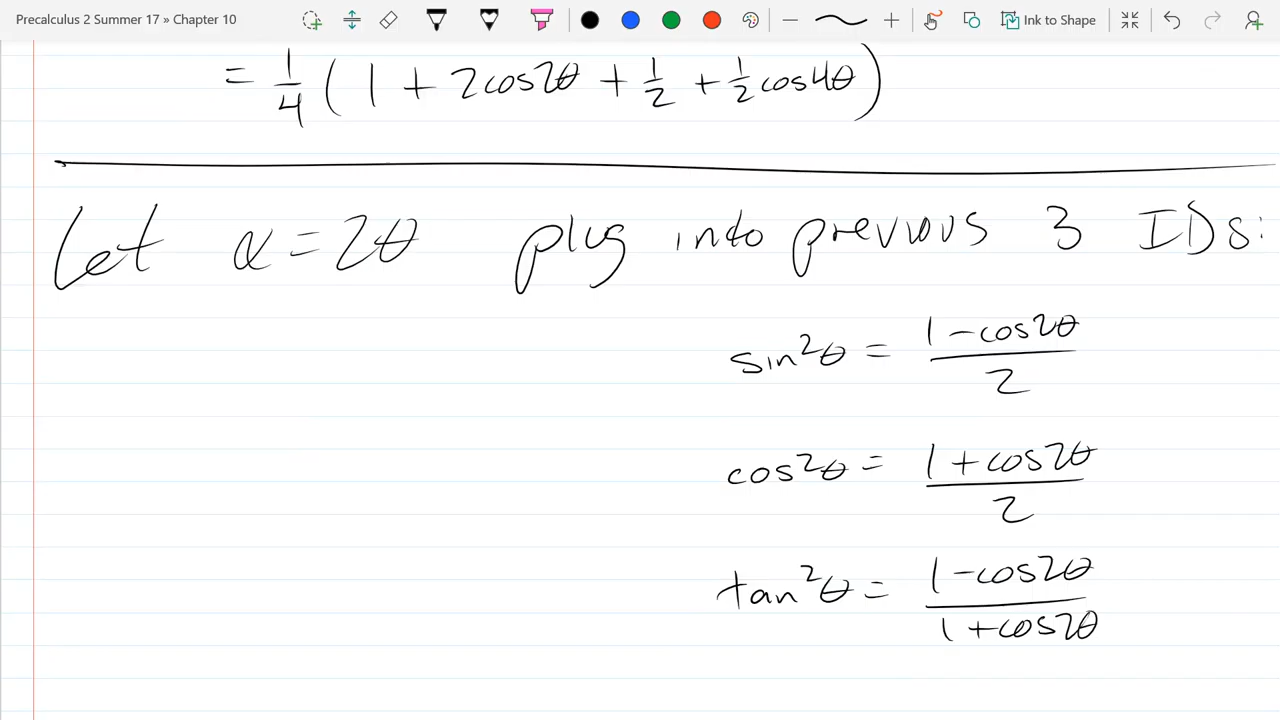 Precalculus 2 Summer 17 » Chapter 10
Ink to Shape
= 1/4 ( 1 + 2cos2θ + 1/2 + 1/2 cos4θ )
Let α = 2θ plug into previous 3 IDs:
sin²θ = (1 - cos2θ)/2
cos²θ = (1 + cos2θ)/2
tan²θ = (1 - cos2θ)/(1 + cos2θ)